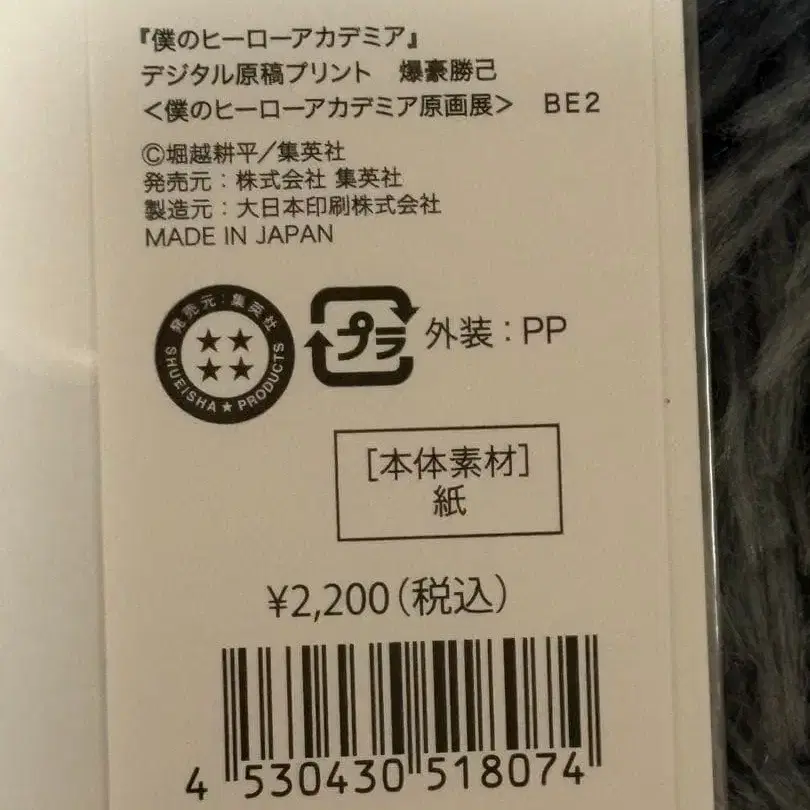 『僕のヒーローアカデミア』
デジタル原稿プリント　爆豪勝己
＜僕のヒーローアカデミア原画展＞　BE2
©堀越耕平／集英社
発売元：株式会社 集英社
製造元：大日本印刷株式会社
MADE IN JAPAN
発売元：集英社
SHUEISHA★PRODUCTS
プラ
外装：PP
［本体素材］
紙
¥2,200（税込）
4 530430 518074